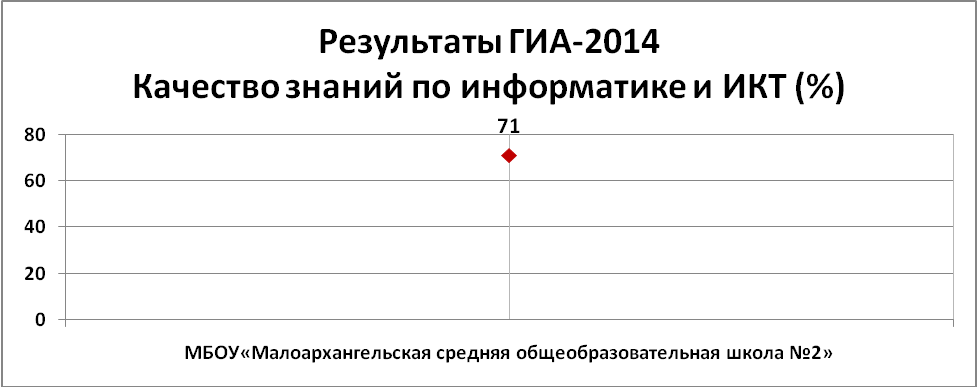 Результаты ГИА-2014
Качество знаний по информатике и ИКТ (%)
71
80
60
40
20
0
МБОУ«Малоархангельская средняя общеобразовательная школа №2»